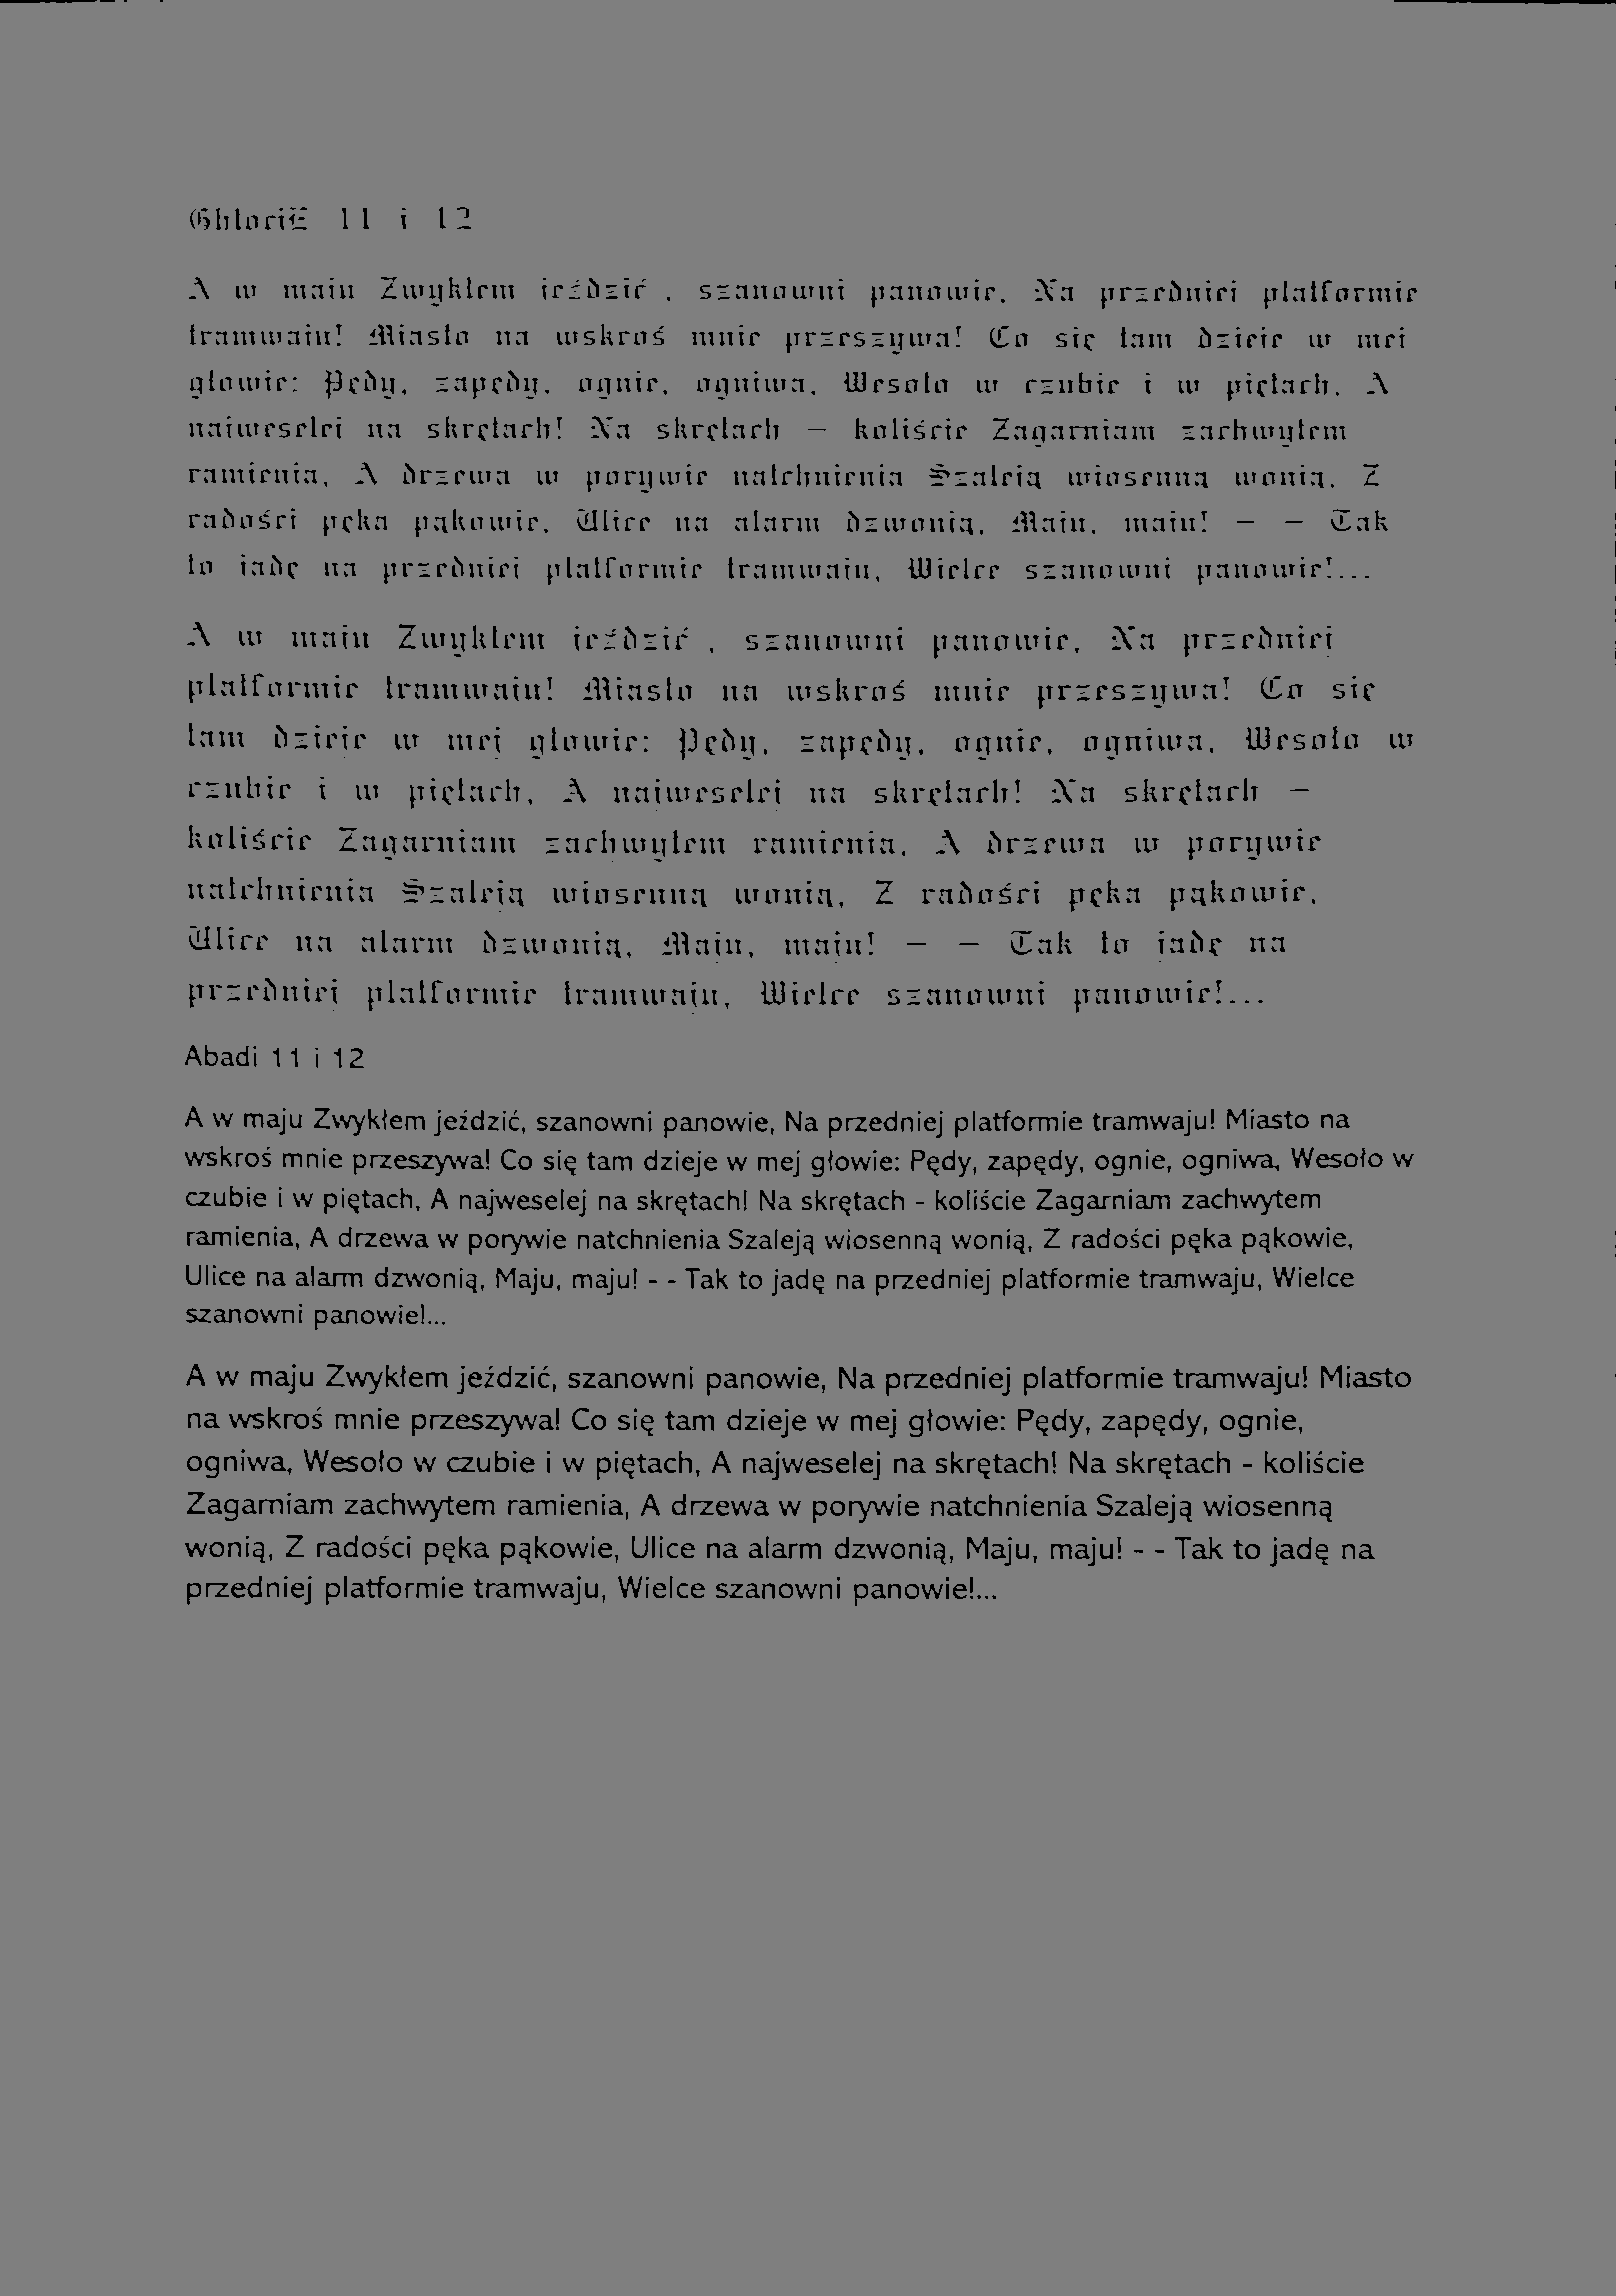 GhloriE 11 i 12
A w maju Zwykłem jeździć , szanowni panowie, Na przedniej platformie
tramwaju! Miasto na wskroś mnie przeszywa! Co się tam dzieje w mej
głowie: Pędy, zapędy, ognie, ogniwa, Wesoło w czubie i w piętach, A
najweselej na skrętach! Na skrętach – koliście Zagarniam zachwytem
ramienia, A drzewa w porywie natchnienia Szaleją wiosenną wonią, Z
radości pęka pąkowie, Ulice na alarm dzwonią, Maju, maju! – – Tak
to jadę na przedniej platformie tramwaju, Wielce szanowni panowie!...
A w maju Zwykłem jeździć , szanowni panowie, Na przedniej
platformie tramwaju! Miasto na wskroś mnie przeszywa! Co się
tam dzieje w mej głowie: Pędy, zapędy, ognie, ogniwa, Wesoło w
czubie i w piętach, A najweselej na skrętach! Na skrętach –
koliście Zagarniam zachwytem ramienia, A drzewa w porywie
natchnienia Szaleją wiosenną wonią, Z radości pęka pąkowie,
Ulice na alarm dzwonią, Maju, maju! – – Tak to jadę na
przedniej platformie tramwaju, Wielce szanowni panowie!...
Abadi 11 i 12
A w maju Zwykłem jeździć, szanowni panowie, Na przedniej platformie tramwaju! Miasto na
wskroś mnie przeszywa! Co się tam dzieje w mej głowie: Pędy, zapędy, ognie, ogniwa, Wesoło w
czubie i w piętach, A najweselej na skrętach! Na skrętach - koliście Zagarniam zachwytem
ramienia, A drzewa w porywie natchnienia Szaleją wiosenną wonią, Z radości pęka pąkowie,
Ulice na alarm dzwonią, Maju, maju! - - Tak to jadę na przedniej platformie tramwaju, Wielce
szanowni panowie!...
A w maju Zwykłem jeździć, szanowni panowie, Na przedniej platformie tramwaju! Miasto
na wskroś mnie przeszywa! Co się tam dzieje w mej głowie: Pędy, zapędy, ognie,
ogniwa, Wesoło w czubie i w piętach, A najweselej na skrętach! Na skrętach - koliście
Zagarniam zachwytem ramienia, A drzewa w porywie natchnienia Szaleją wiosenną
wonią, Z radości pęka pąkowie, Ulice na alarm dzwonią, Maju, maju! - - Tak to jadę na
przedniej platformie tramwaju, Wielce szanowni panowie!...